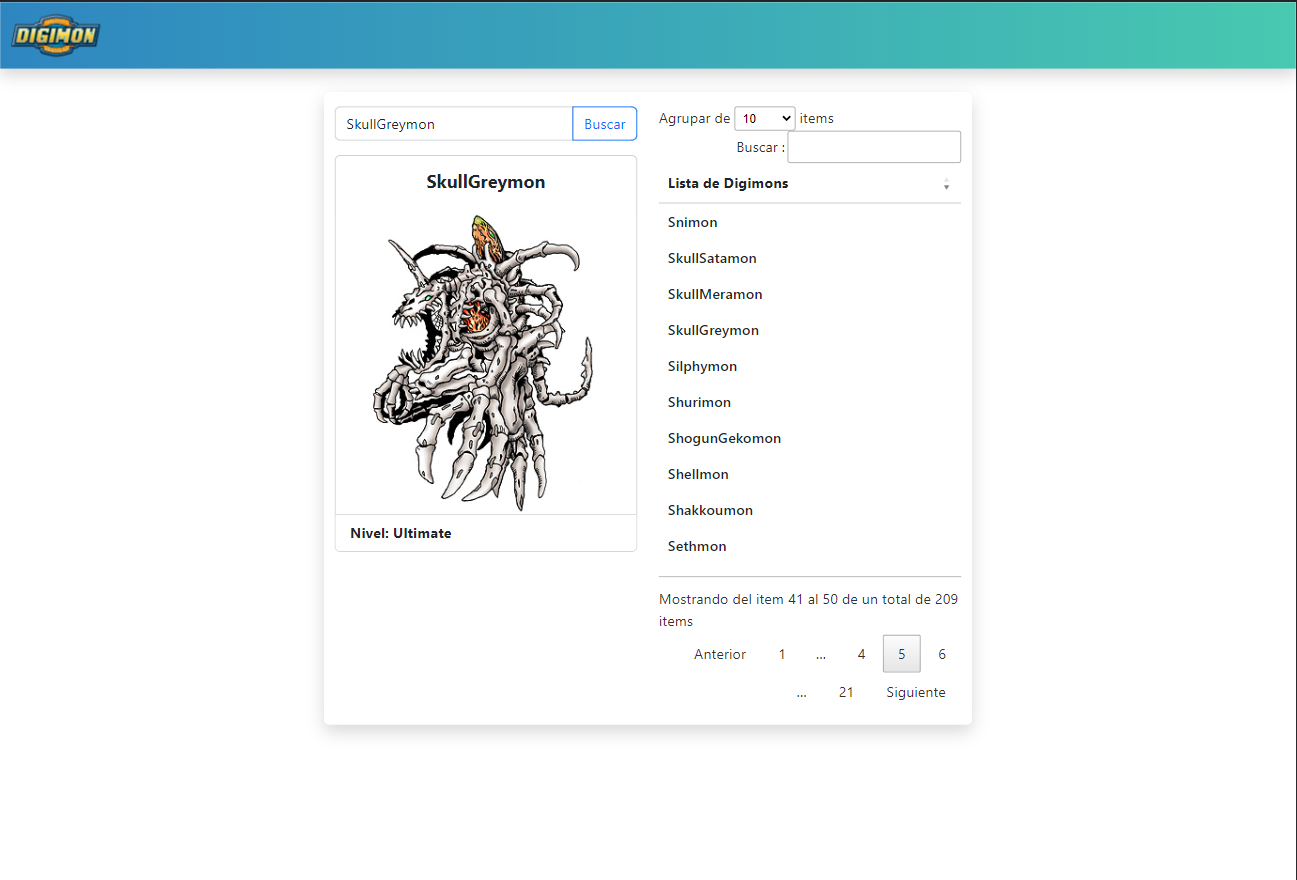 DIGIMON
SkullGreymon
Buscar
SkullGreymon
Nivel: Ultimate
Agrupar de 10 items
Buscar :
Lista de Digimons
Snimon
SkullSatamon
SkullMeramon
SkullGreymon
Silphymon
Shurimon
ShogunGekomon
Shellmon
Shakkoumon
Sethmon
Mostrando del item 41 al 50 de un total de 209
items
Anterior 1 ... 4 5 6
... 21 Siguiente